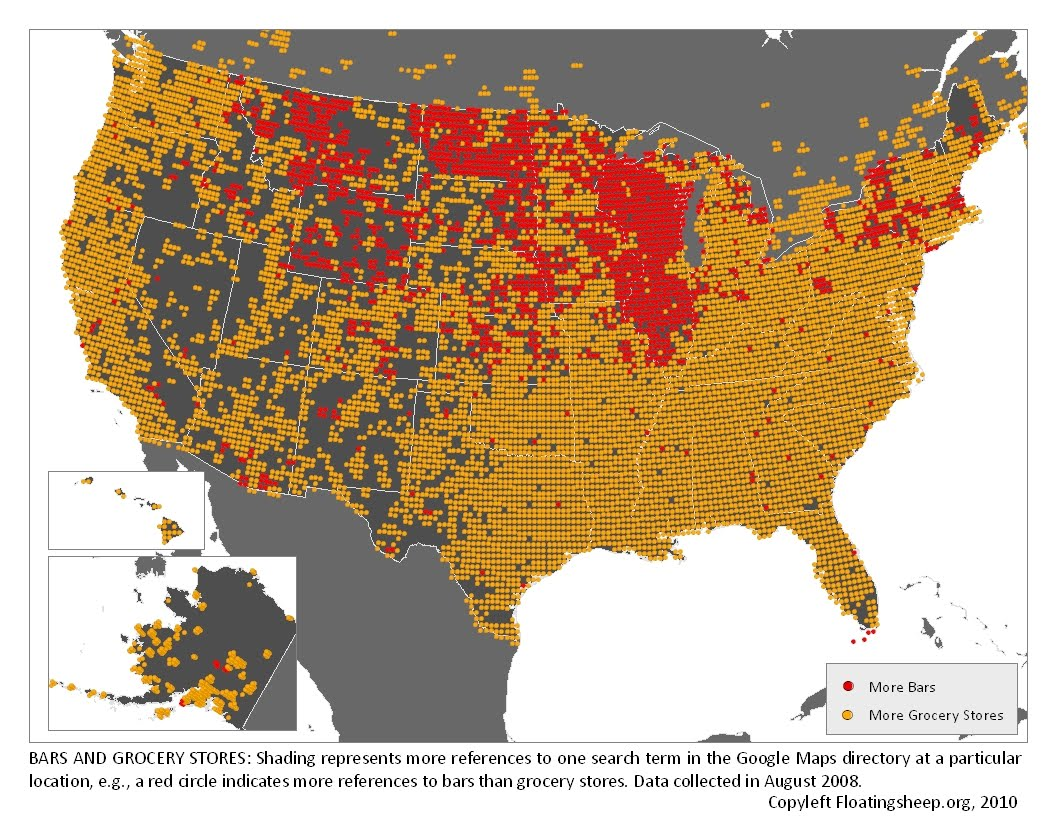 More Bars
More Grocery Stores
BARS AND GROCERY STORES: Shading represents more references to one search term in the Google Maps directory at a particular
location, e.g., a red circle indicates more references to bars than grocery stores. Data collected in August 2008.
Copyleft Floatingsheep.org, 2010